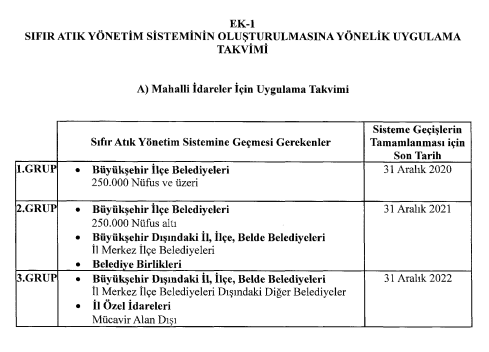 EK-1
SIFIR ATIK YÖNETİM SİSTEMİNİN OLUŞTURULMASINA YÖNELİK UYGULAMA
TAKVİMİ
A) Mahalli İdareler İçin Uygulama Takvimi
Sıfır Atık Yönetim Sistemine Geçmesi Gerekenler
Sisteme Geçişlerin
Tamamlanması için
Son Tarih
1.GRUP
• Büyükşehir İlçe Belediyeleri
250.000 Nüfus ve üzeri
31 Aralık 2020
2.GRUP
• Büyükşehir İlçe Belediyeleri
250.000 Nüfus altı
• Büyükşehir Dışındaki İl, İlçe, Belde Belediyeleri
İl Merkez İlçe Belediyeleri
• Belediye Birlikleri
31 Aralık 2021
3.GRUP
• Büyükşehir Dışındaki İl, İlçe, Belde Belediyeleri
İl Merkez İlçe Belediyeleri Dışındaki Diğer Belediyeler
• İl Özel İdareleri
Mücavir Alan Dışı
31 Aralık 2022